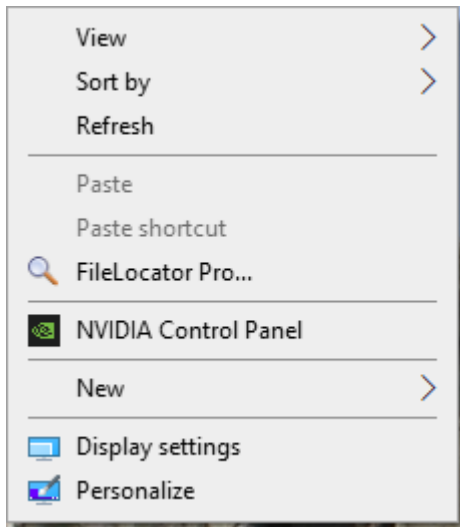 View
Sort by
Refresh
Paste
Paste shortcut
FileLocator Pro...
NVIDIA Control Panel
New
Display settings
Personalize